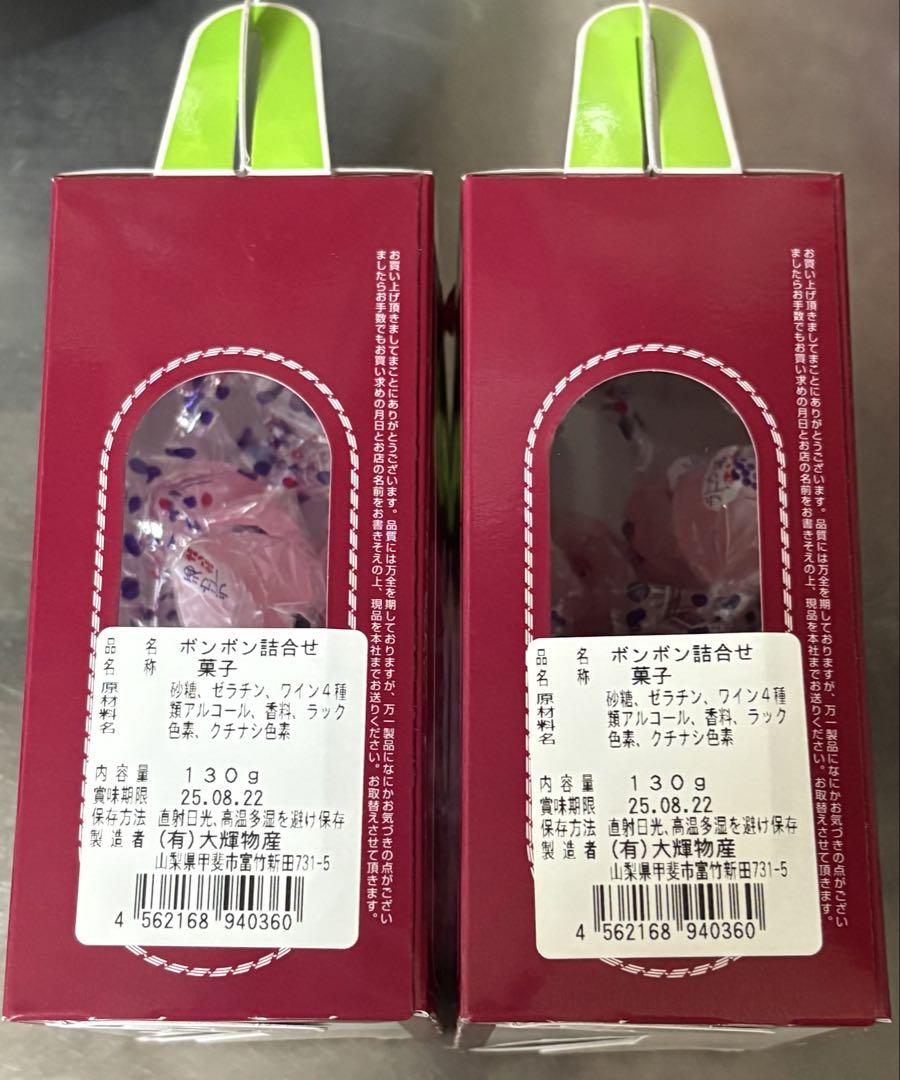 お買い上げ頂きましてまことにありがとうございます。品質には万全を期しておりますが、万一製品になにかお気づきの点がござい
ましたらお手数でもお買い求めの月日とお店の名前をお書きそえの上、現品を本社までお送りください。お取替えさせて頂きます。
品名 ボンボン詰合せ
名称 菓子
原材料名 砂糖、ゼラチン、ワイン4種
類アルコール、香料、ラック
色素、クチナシ色素
内容量 130g
賞味期限 25.08.22
保存方法 直射日光、高温多湿を避け保存
製造者 (有)大輝物産
山梨県甲斐市富竹新田731-5
4 562168 940360
お買い上げ頂きましてまことにありがとうございます。品質には万全を期しておりますが、万一製品になにかお気づきの点がござい
ましたらお手数でもお買い求めの月日とお店の名前をお書きそえの上、現品を本社までお送りください。お取替えさせて頂きます。
品名 ボンボン詰合せ
名称 菓子
原材料名 砂糖、ゼラチン、ワイン4種
類アルコール、香料、ラック
色素、クチナシ色素
内容量 130g
賞味期限 25.08.22
保存方法 直射日光、高温多湿を避け保存
製造者 (有)大輝物産
山梨県甲斐市富竹新田731-5
4 562168 940360